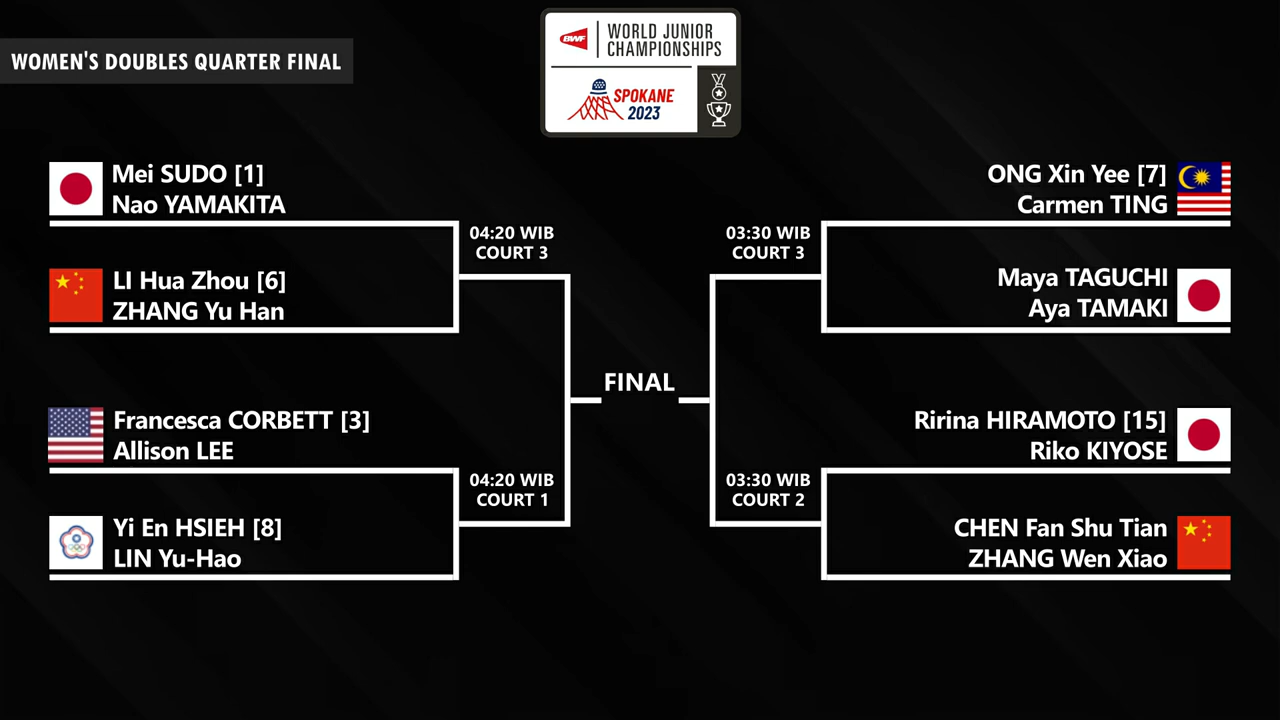 WOMEN'S DOUBLES QUARTER FINAL
BWF
WORLD JUNIOR
CHAMPIONSHIPS
SPOKANE
2023
Mei SUDO [1]
Nao YAMAKITA
LI Hua Zhou [6]
ZHANG Yu Han
04:20 WIB
COURT 3
Francesca CORBETT [3]
Allison LEE
Yi En HSIEH [8]
LIN Yu-Hao
04:20 WIB
COURT 1
FINAL
ONG Xin Yee [7]
Carmen TING
Maya TAGUCHI
Aya TAMAKI
03:30 WIB
COURT 3
Ririna HIRAMOTO [15]
Riko KIYOSE
CHEN Fan Shu Tian
ZHANG Wen Xiao
03:30 WIB
COURT 2